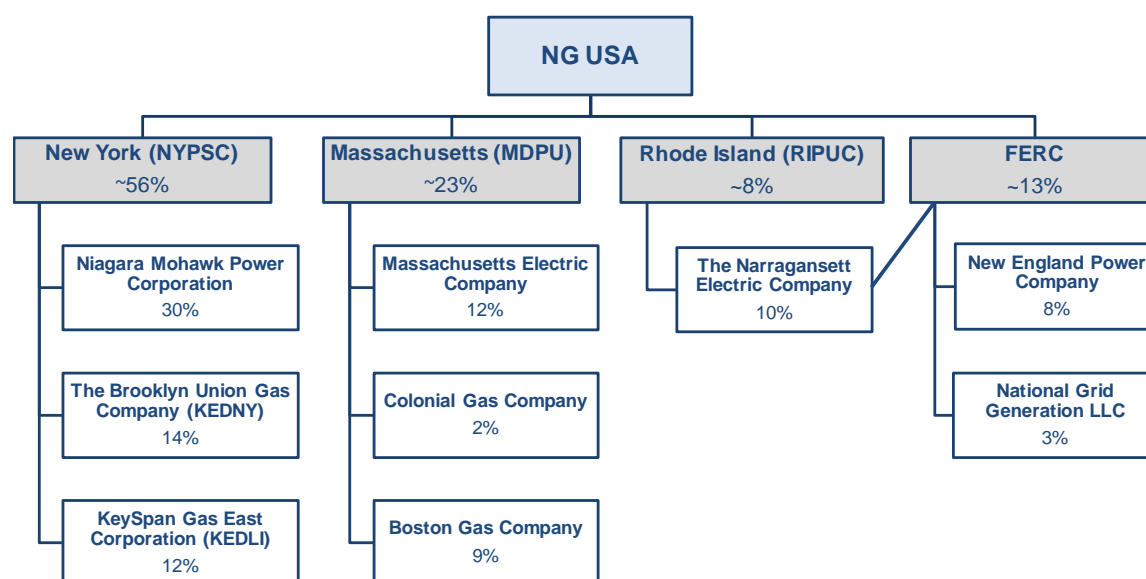 NG USA
New York (NYPSC)
~56%
Massachusetts (MDPU)
~23%
Rhode Island (RIPUC)
~8%
FERC
~13%
Niagara Mohawk Power
Corporation
30%
Massachusetts Electric
Company
12%
The Narragansett
Electric Company
10%
New England Power
Company
8%
The Brooklyn Union Gas
Company (KEDNY)
14%
Colonial Gas Company
2%
National Grid
Generation LLC
3%
KeySpan Gas East
Corporation (KEDLI)
12%
Boston Gas Company
9%